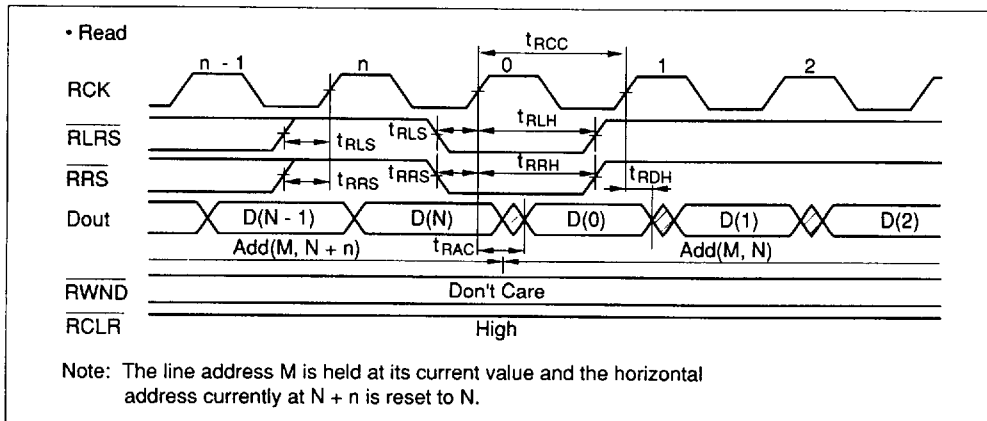 • Read
tRCC
n - 1 n 0 1 2
RCK
RLRS tRLS tRLS tRLH
RRS tRRS tRRS tRRH tRDH
Dout D(N - 1) D(N) D(0) D(1) D(2)
Add(M, N + n) tRAC Add(M, N)
RWND Don't Care
RCLR High
Note: The line address M is held at its current value and the horizontal
address currently at N + n is reset to N.